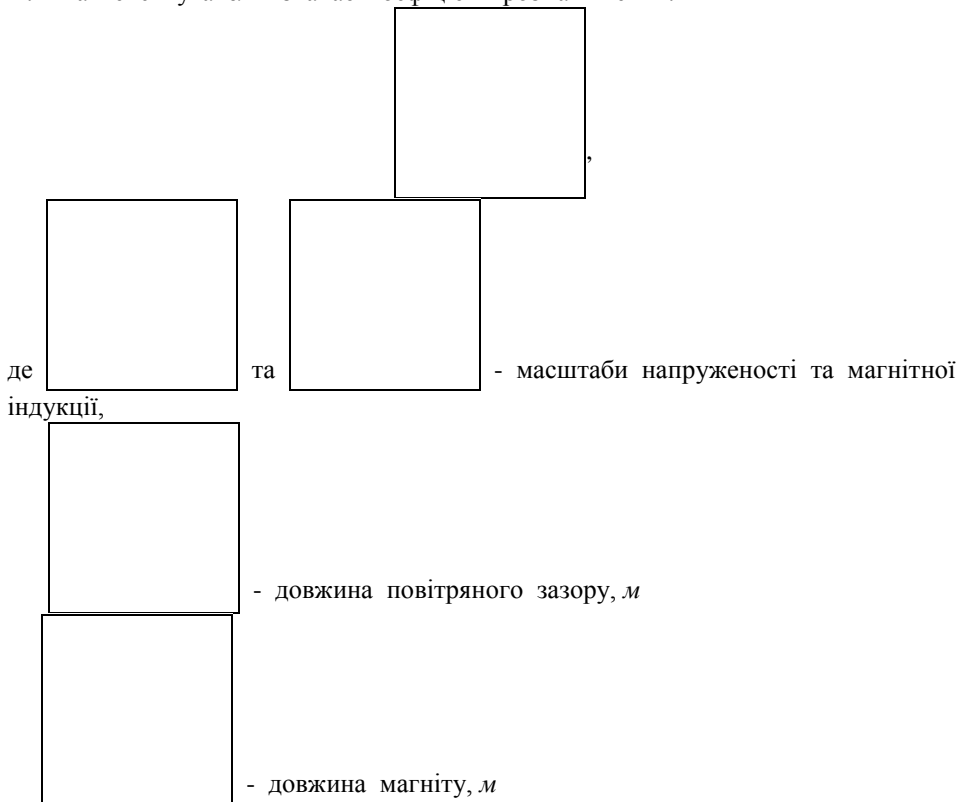 ,
де та - масштаби напруженості та магнітної
індукції,
- довжина повітряного зазору, м
- довжина магніту, м